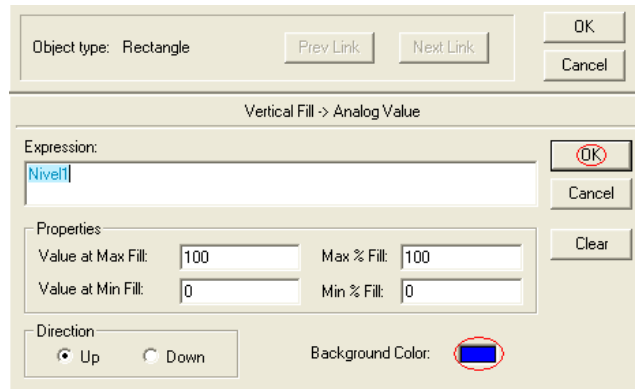 OK
Object type: Rectangle Prev Link Next Link
Cancel
Vertical Fill -> Analog Value
Expression:
OK
Nivel1
Cancel
Properties
Clear
Value at Max Fill: 100 Max % Fill: 100
Value at Min Fill: 0 Min % Fill: 0
Direction
Up Down Background Color: